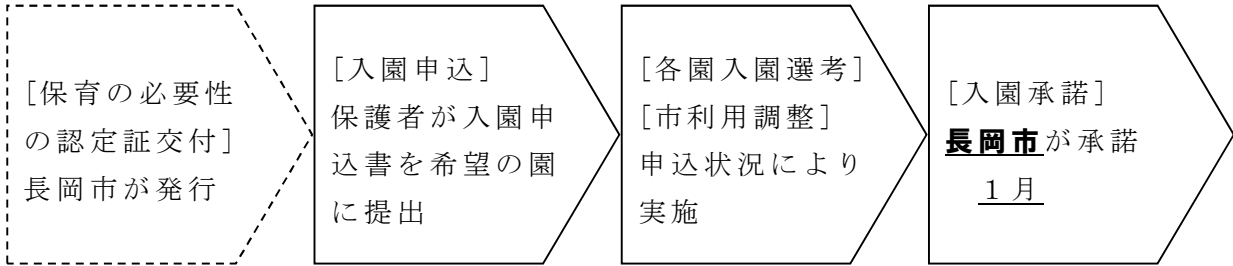 [保育の必要性
の認定証交付]
長岡市が発行
[入園申込]
保護者が入園申
込書を希望の園
に提出
[各園入園選考]
[市利用調整]
申込状況により
実施
[入園承諾]
長岡市が承諾
１月